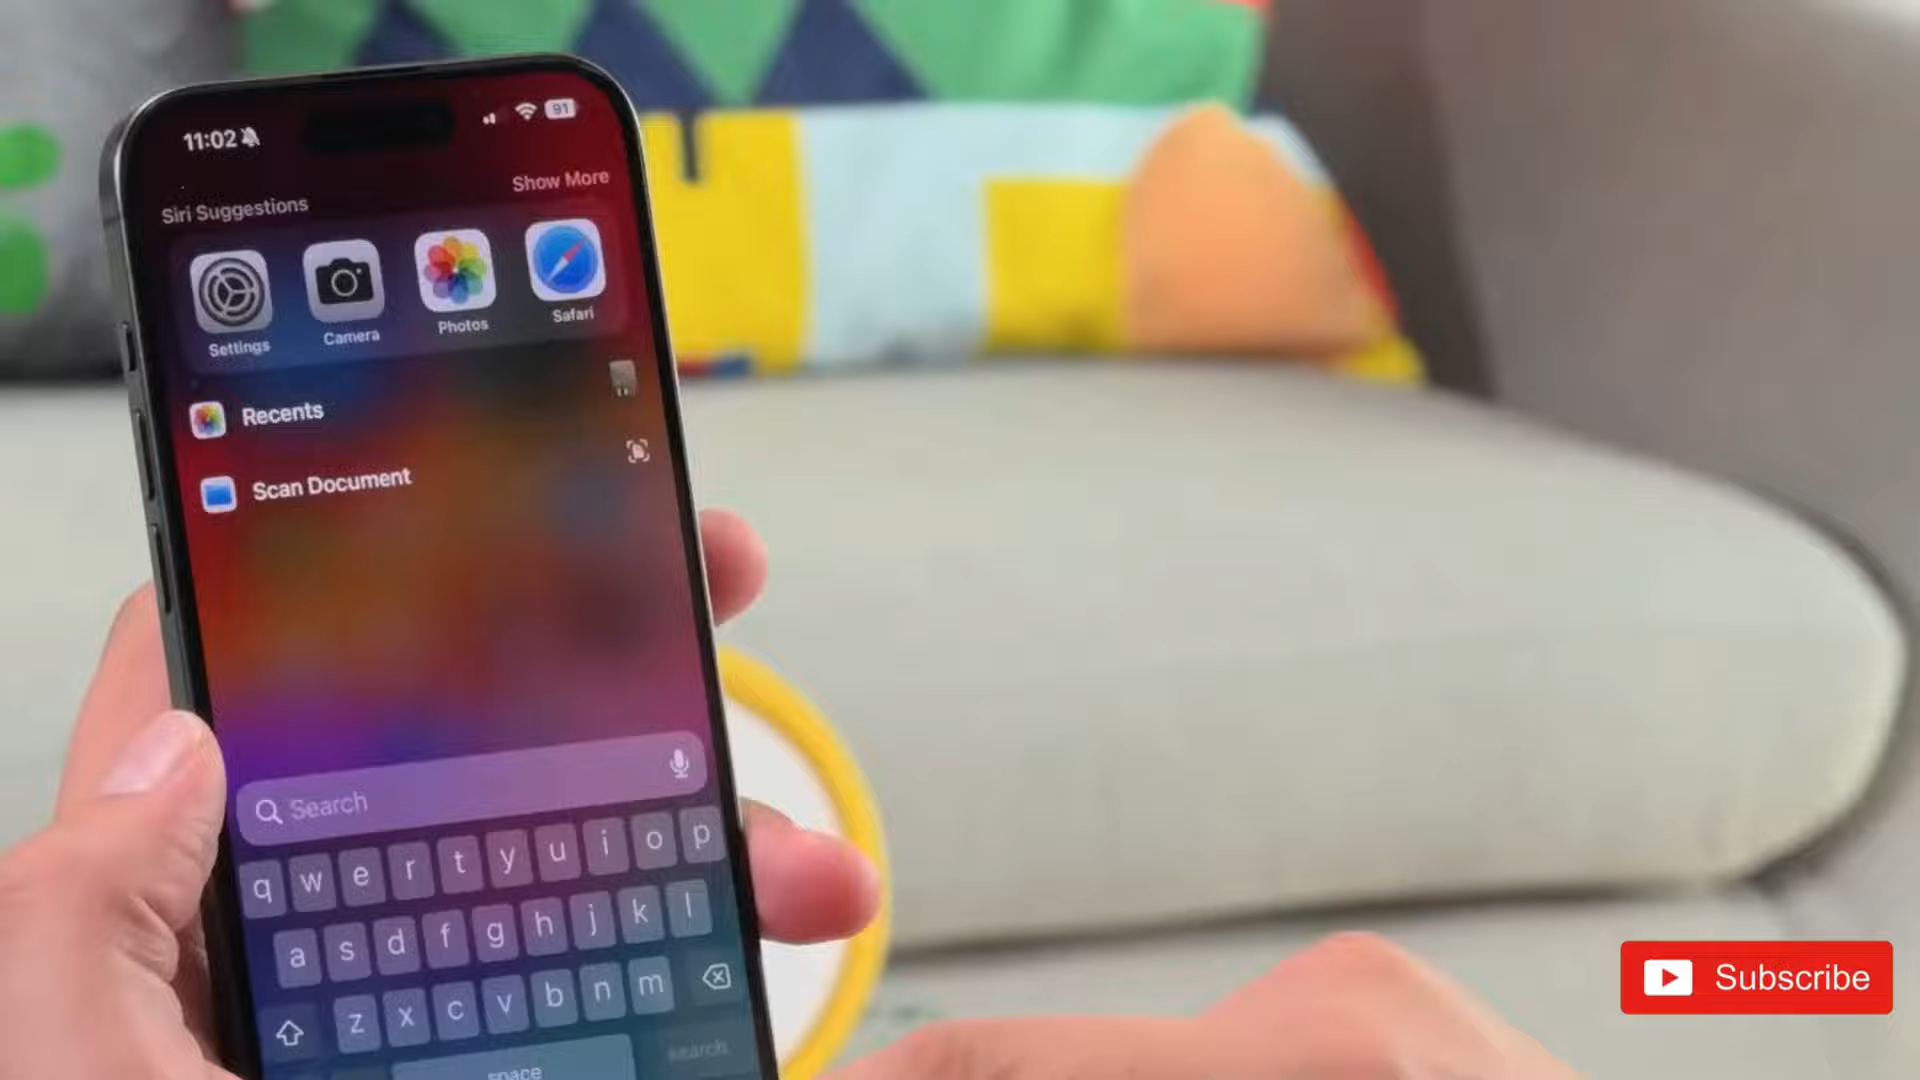 11:02
91
Siri Suggestions
Show More
Settings
Camera
Photos
Safari
Recents
Scan Document
Search
q w e r t y u i o p
a s d f g h j k l
z x c v b n m
space
search
Subscribe